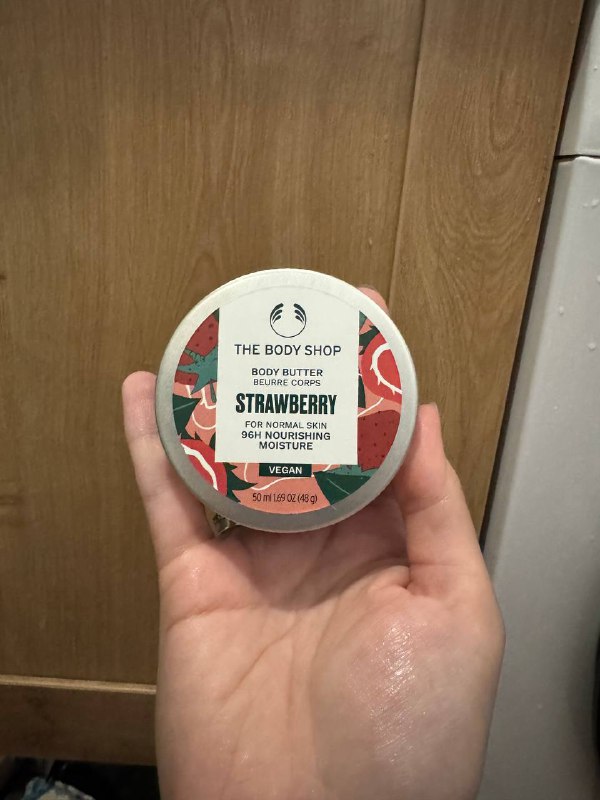 THE BODY SHOP
BODY BUTTER
BEURRE CORPS
STRAWBERRY
FOR NORMAL SKIN
96H NOURISHING
MOISTURE
VEGAN
50 ml 1.69 OZ (48 g)